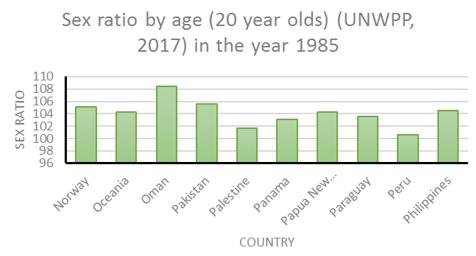 Sex ratio by age (20 year olds) (UNWPP,
2017) in the year 1985
SEX RATIO
110
108
106
104
102
100
98
96
Norway
Oceania
Oman
Pakistan
Palestine
Panama
Papua New...
Paraguay
Peru
Philippines
COUNTRY